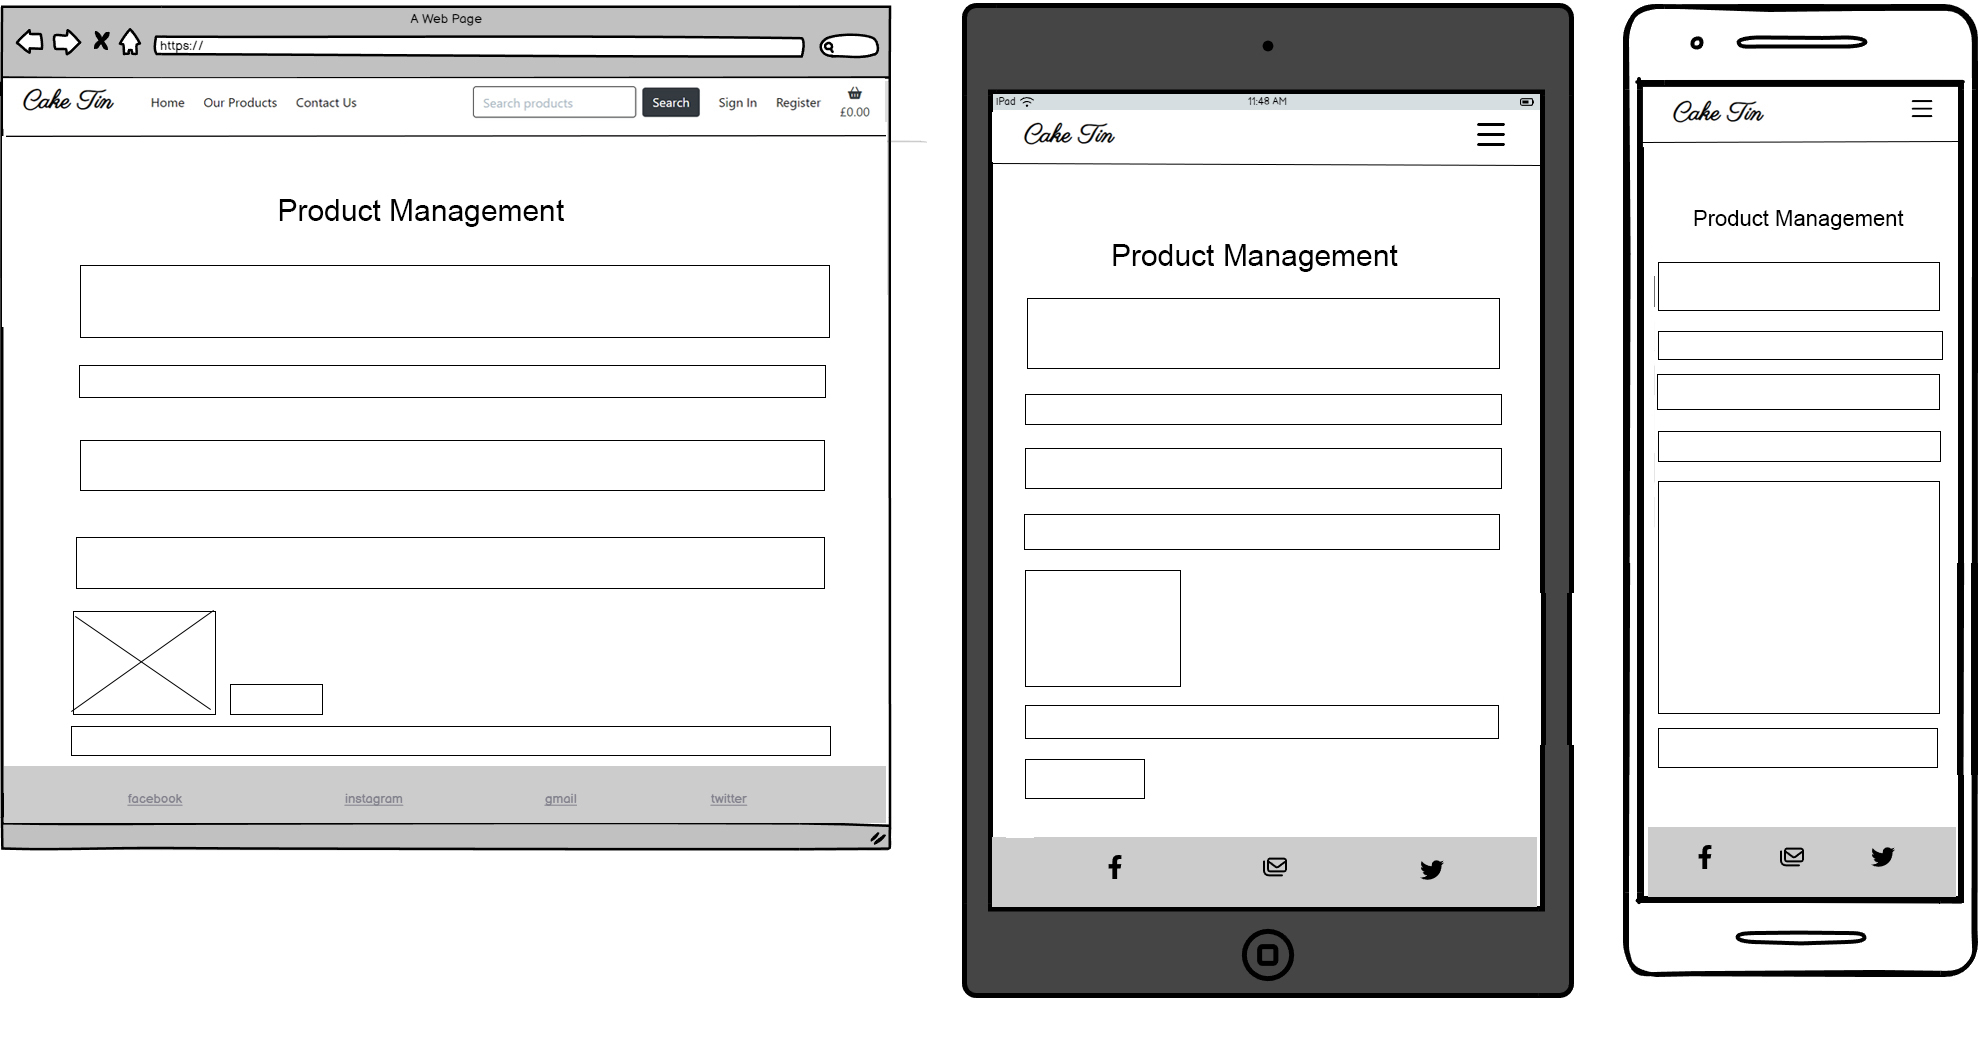 A Web Page
https://
Cake Tin Home Our Products Contact Us Search products Search Sign In Register £0.00
Product Management
facebook instagram gmail twitter
iPad 11:48 AM
Cake Tin
Product Management
Cake Tin
Product Management